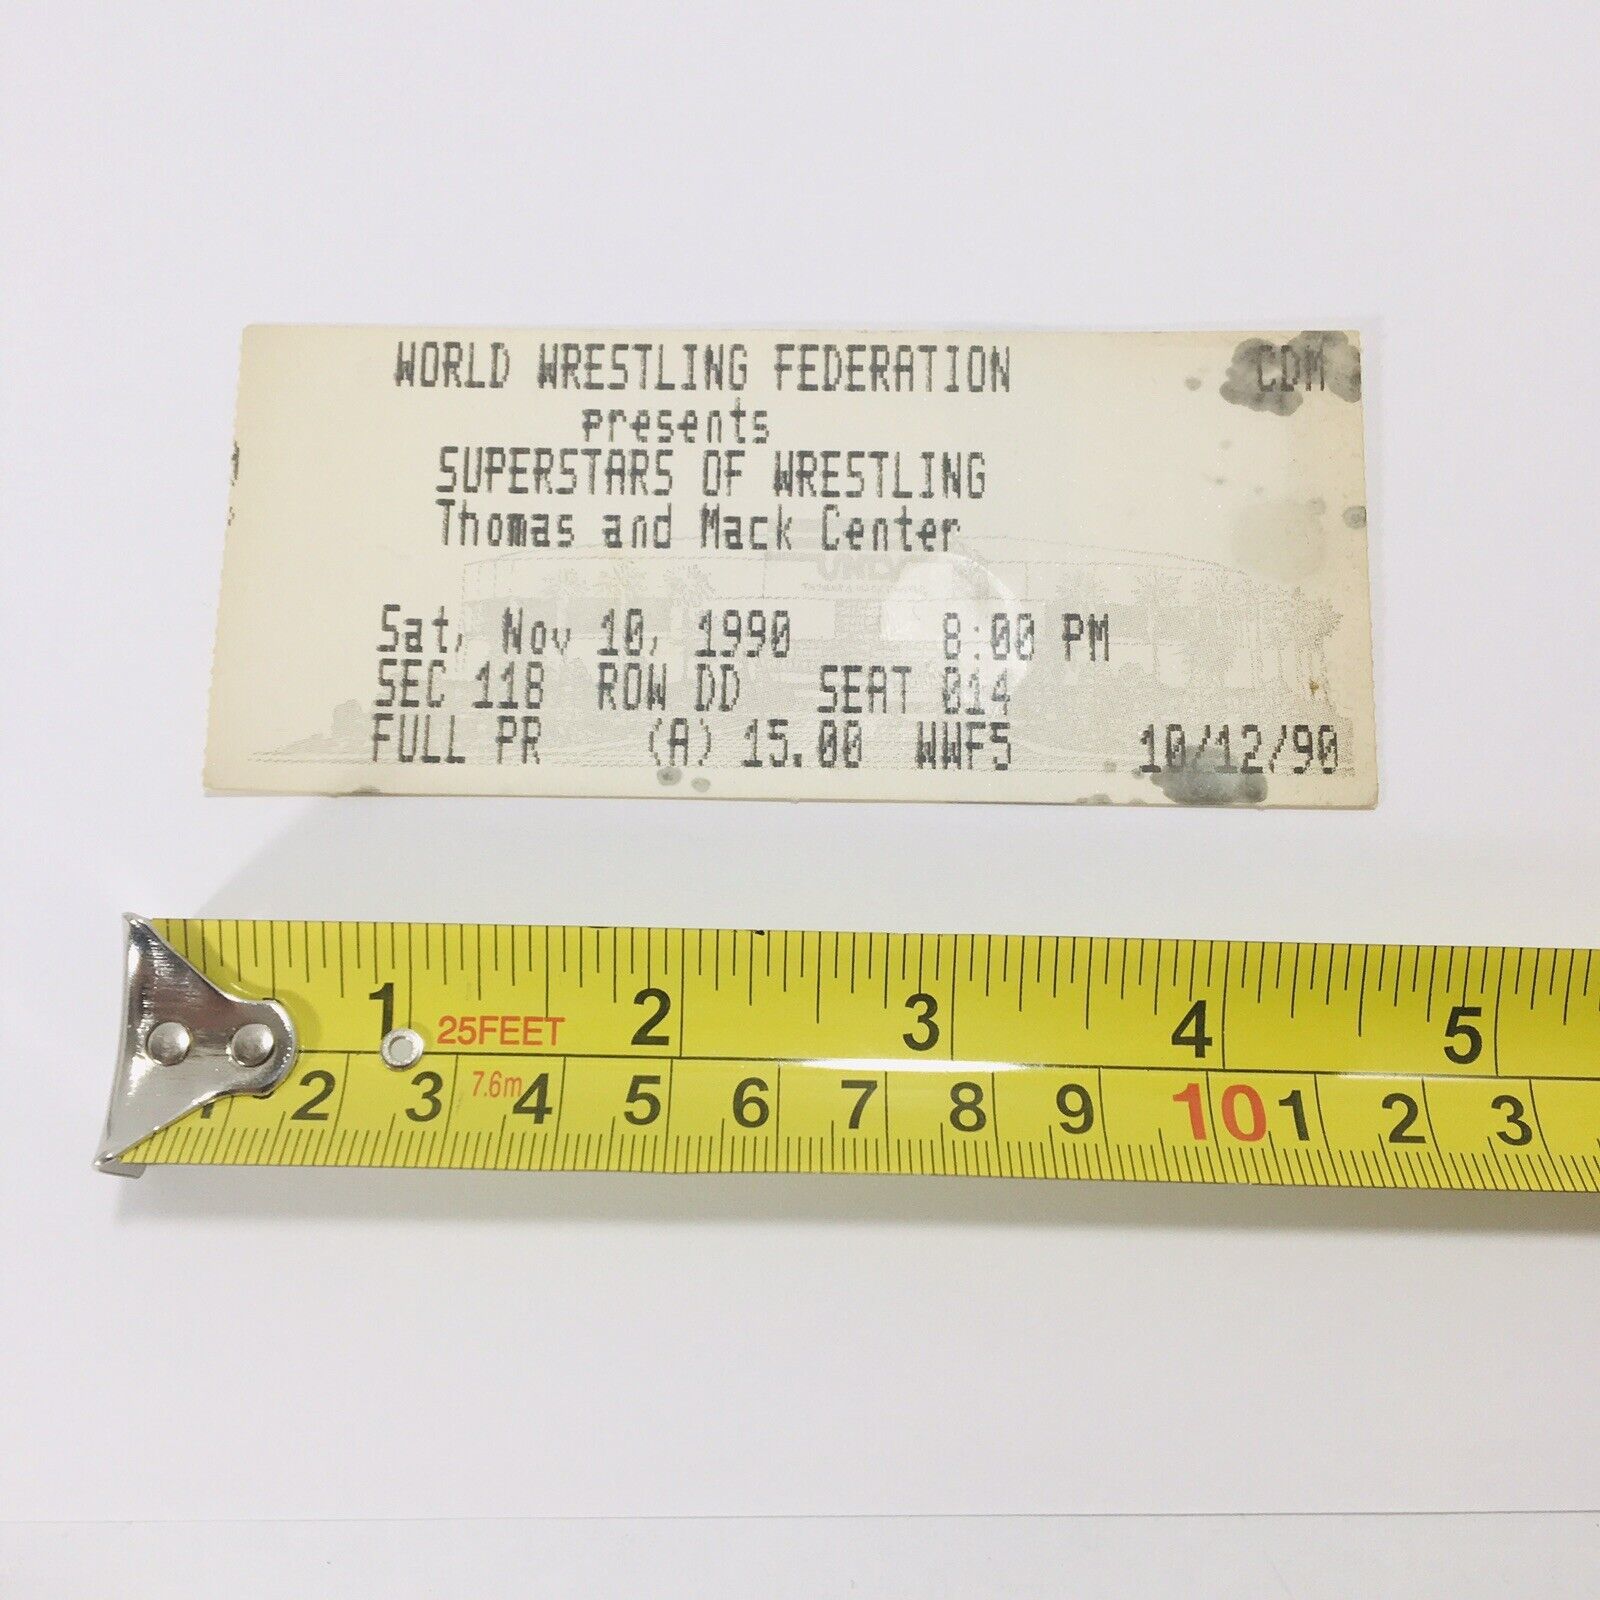 WORLD WRESTLING FEDERATION CDM
presents
SUPERSTARS OF WRESTLING
Thomas and Mack Center
Sat, Nov 10, 1990 8:00 PM
SEC 118 ROW DD SEAT 014
FULL PR (A) 15.00 WWF5 10/12/90
1 25FEET 2 3 4 5
1 2 3 7.6m 4 5 6 7 8 9 10 1 2 3